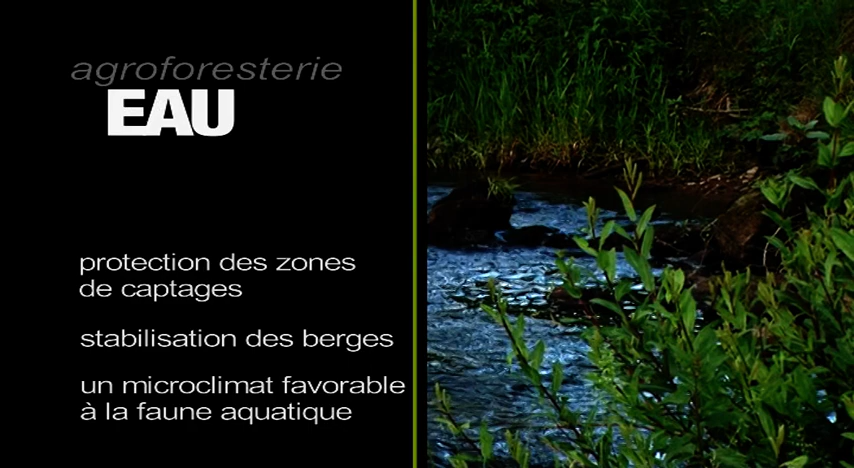 agroforesterie
EAU
protection des zones
de captages
stabilisation des berges
un microclimat favorable
à la faune aquatique